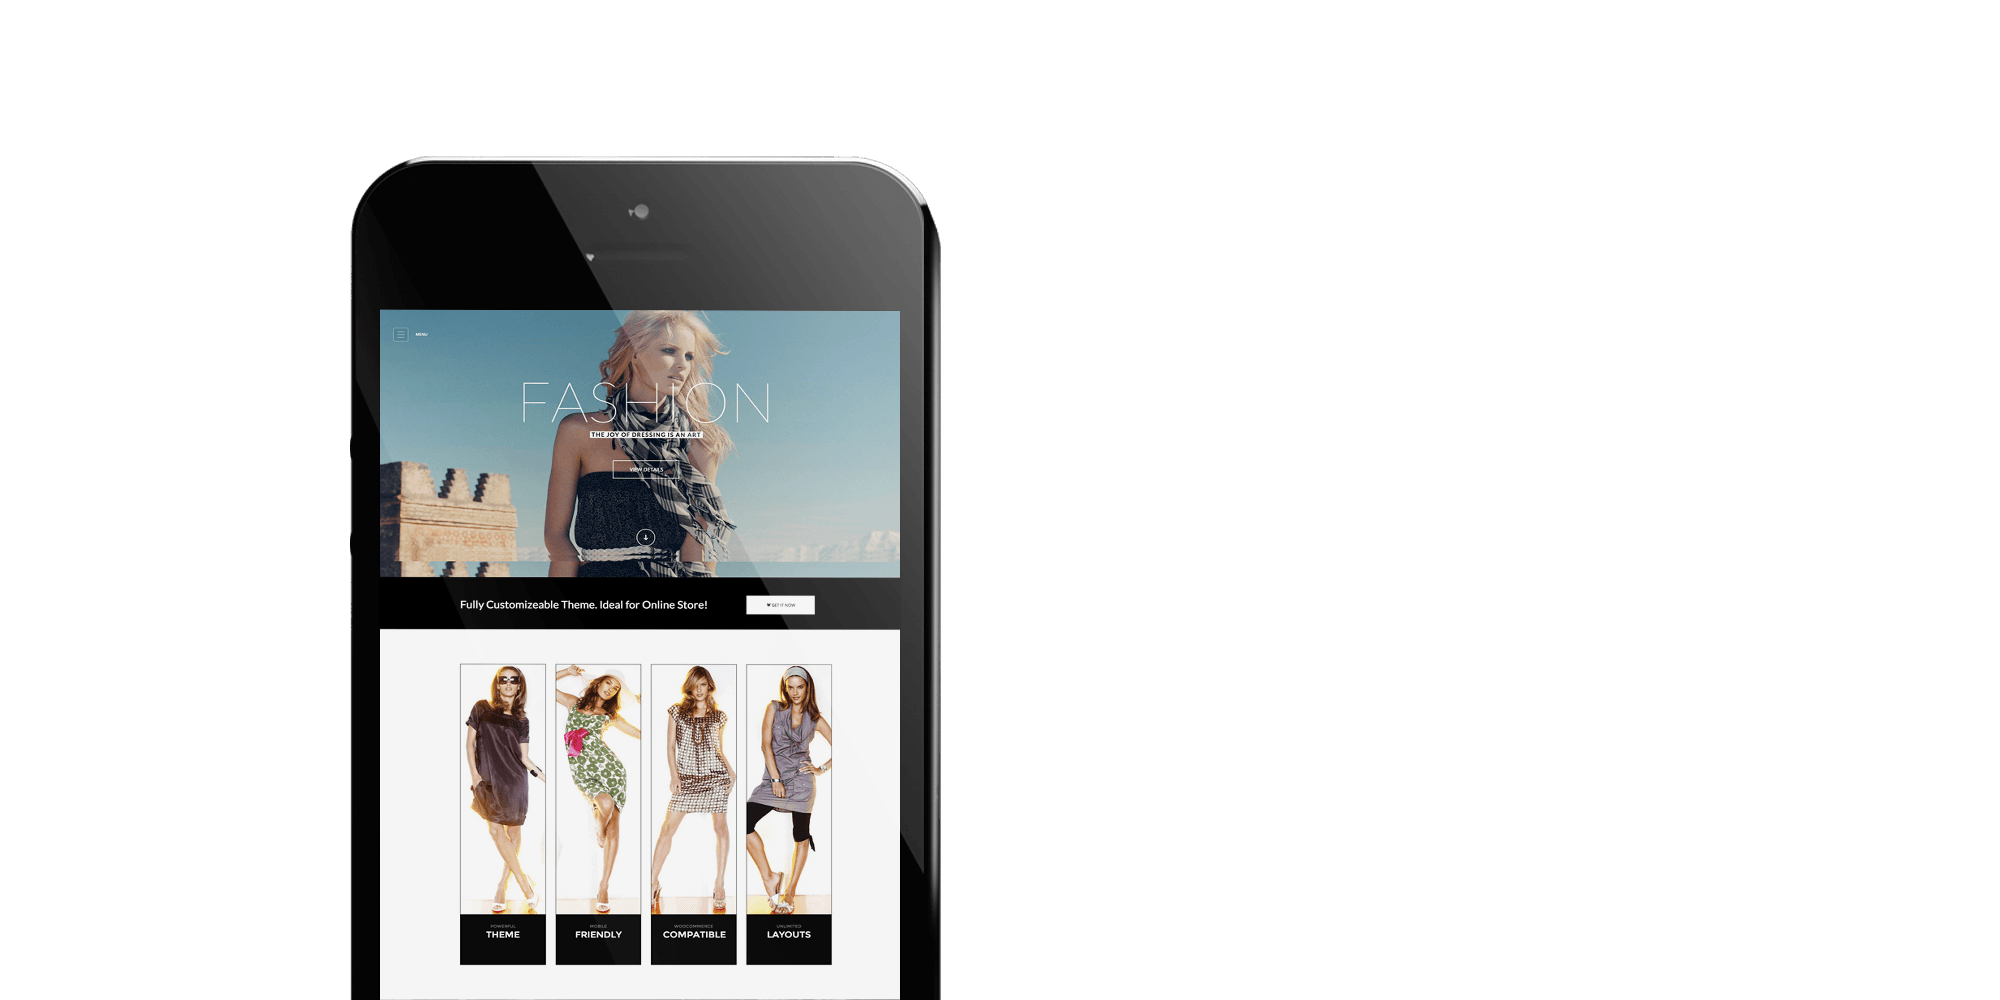 MENU
FASHION
THE JOY OF DRESSING IS AN ART
VIEW DETAILS
Fully Customizeable Theme. Ideal for Online Store!
GET IT NOW
POWERFUL
THEME
MOBILE
FRIENDLY
WOOCOMMERCE
COMPATIBLE
UNLIMITED
LAYOUTS